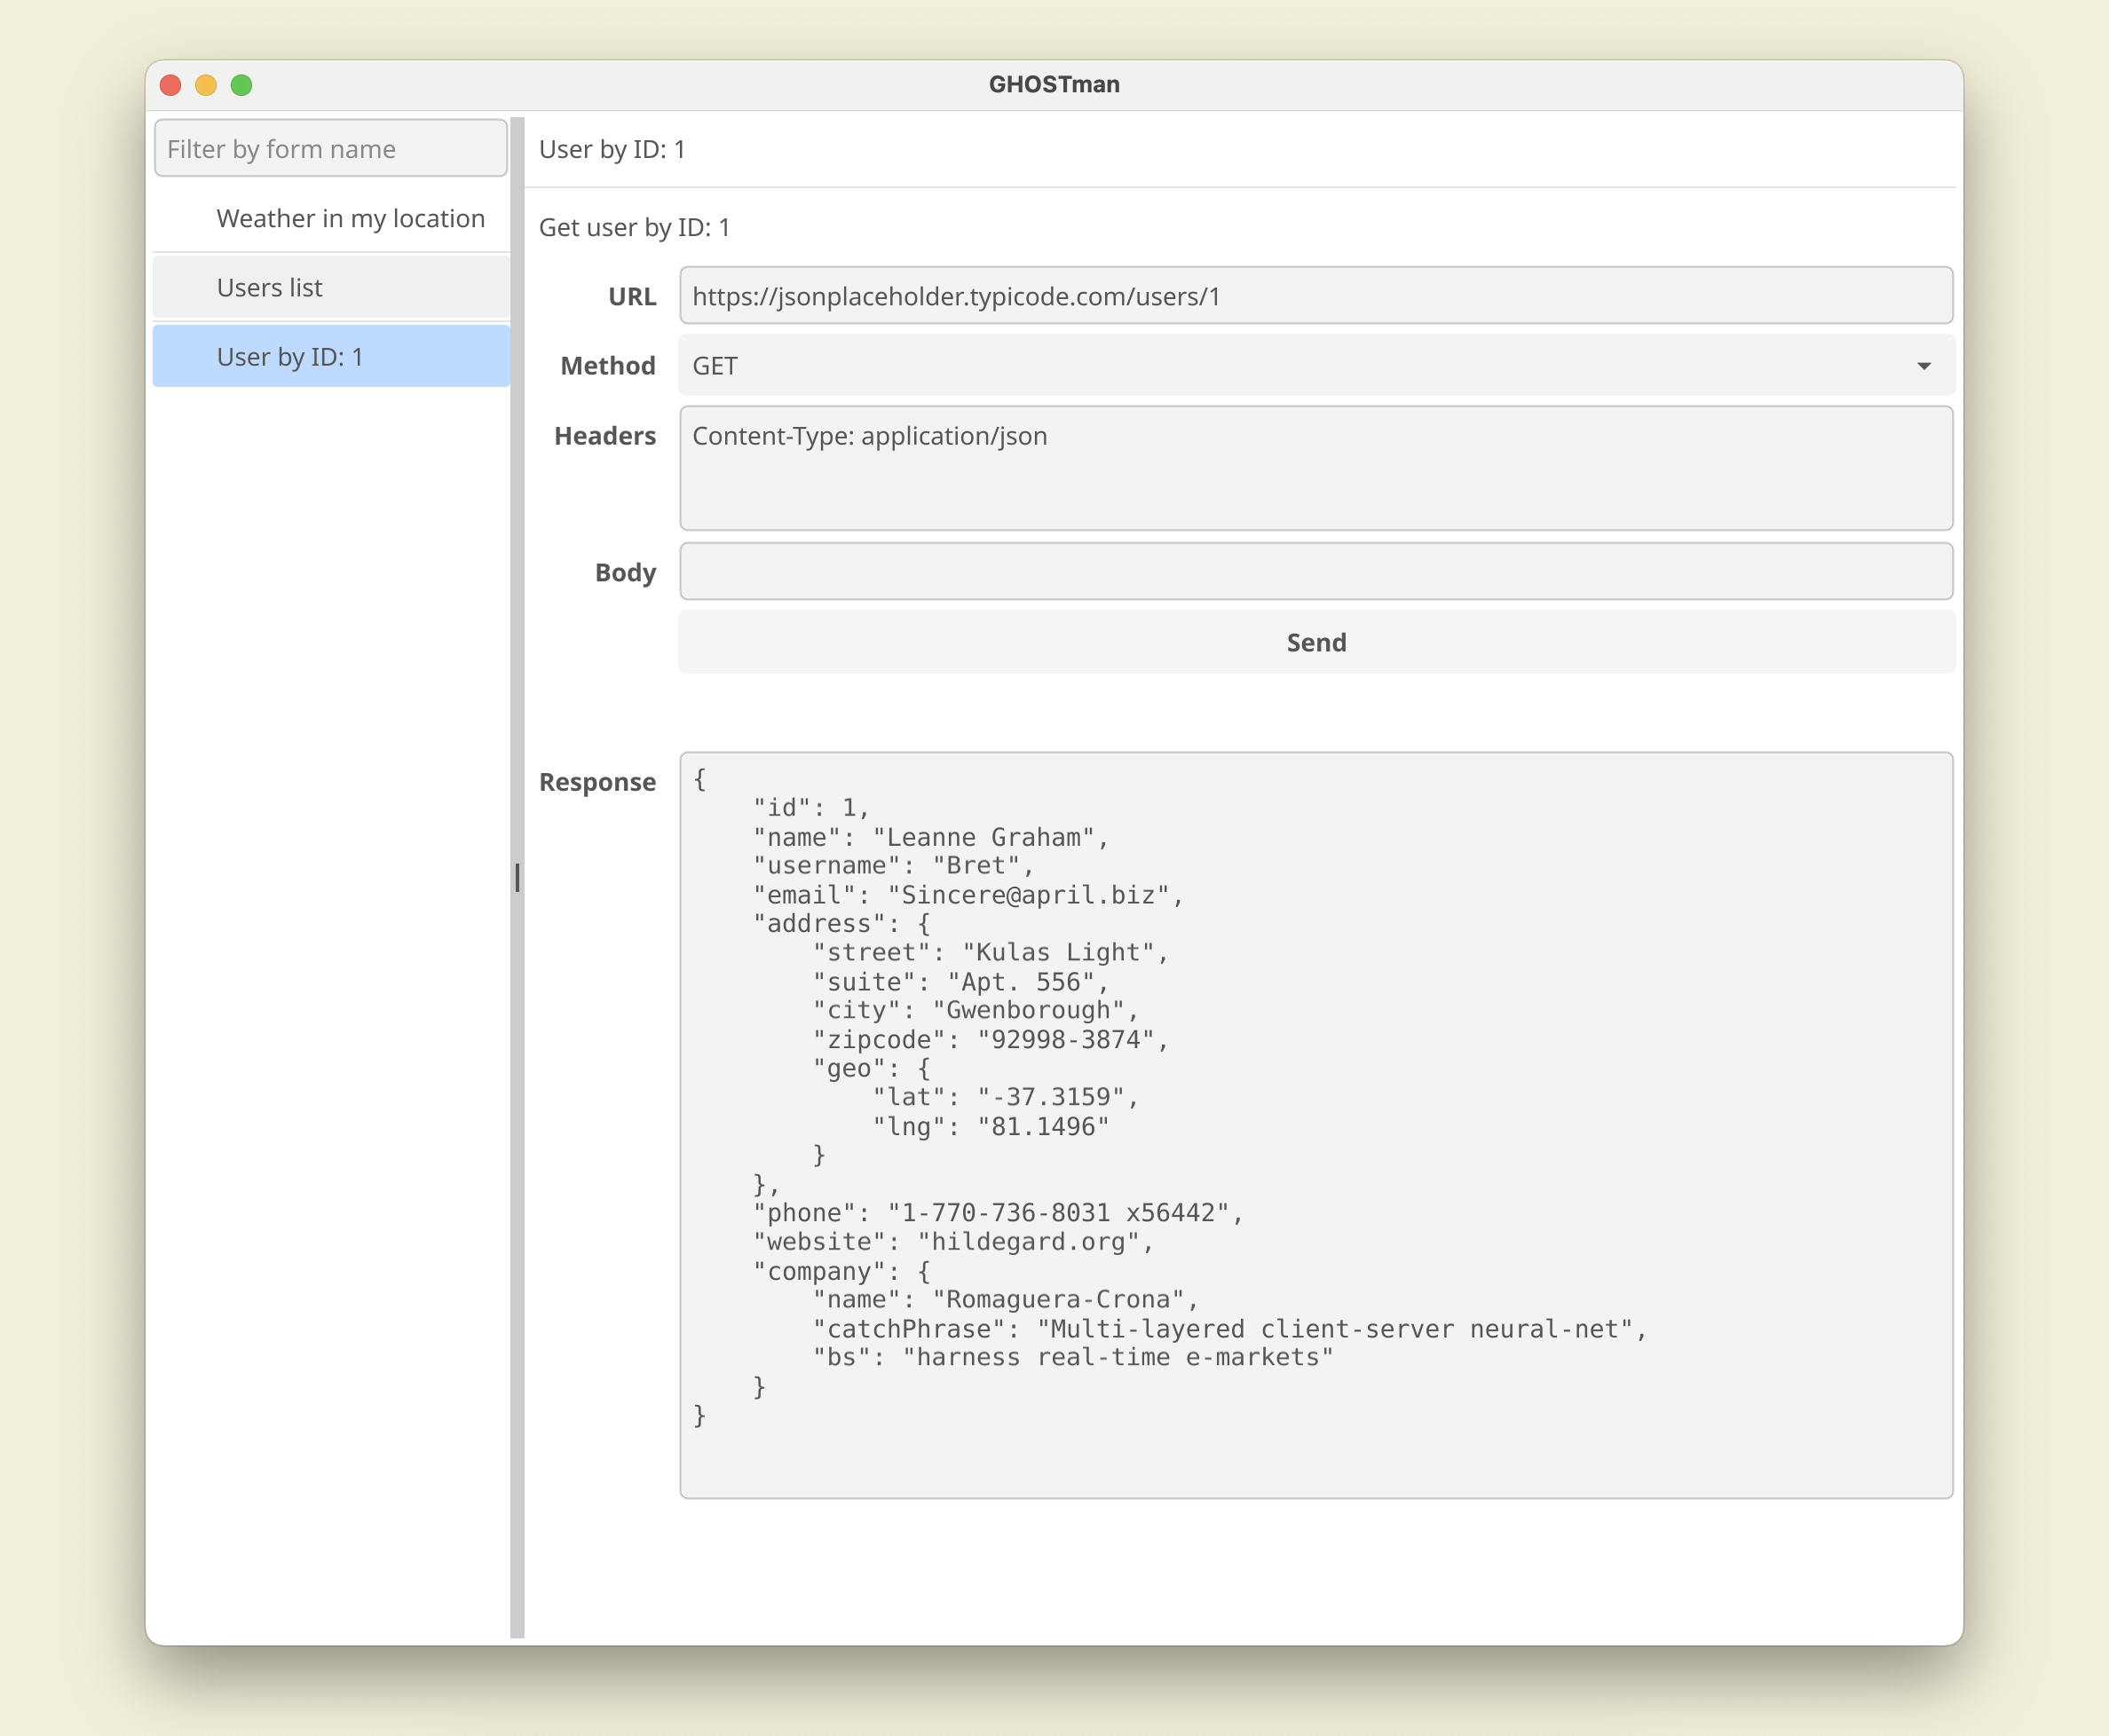 GHOSTman
Filter by form name
Weather in my location
Users list
User by ID: 1
User by ID: 1
Get user by ID: 1
URL
https://jsonplaceholder.typicode.com/users/1
Method
GET
Headers
Content-Type: application/json
Body
Send
Response
{
    "id": 1,
    "name": "Leanne Graham",
    "username": "Bret",
    "email": "Sincere@april.biz",
    "address": {
        "street": "Kulas Light",
        "suite": "Apt. 556",
        "city": "Gwenborough",
        "zipcode": "92998-3874",
        "geo": {
            "lat": "-37.3159",
            "lng": "81.1496"
        }
    },
    "phone": "1-770-736-8031 x56442",
    "website": "hildegard.org",
    "company": {
        "name": "Romaguera-Crona",
        "catchPhrase": "Multi-layered client-server neural-net",
        "bs": "harness real-time e-markets"
    }
}